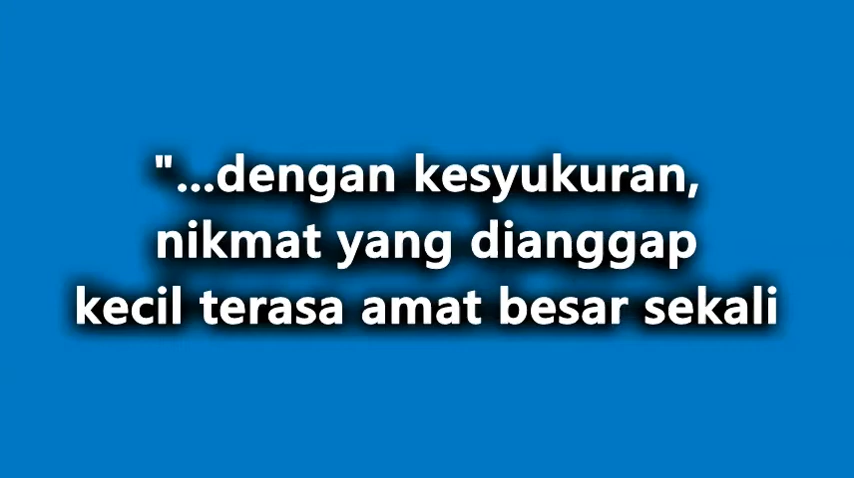 "...dengan kesyukuran,
nikmat yang dianggap
kecil terasa amat besar sekali